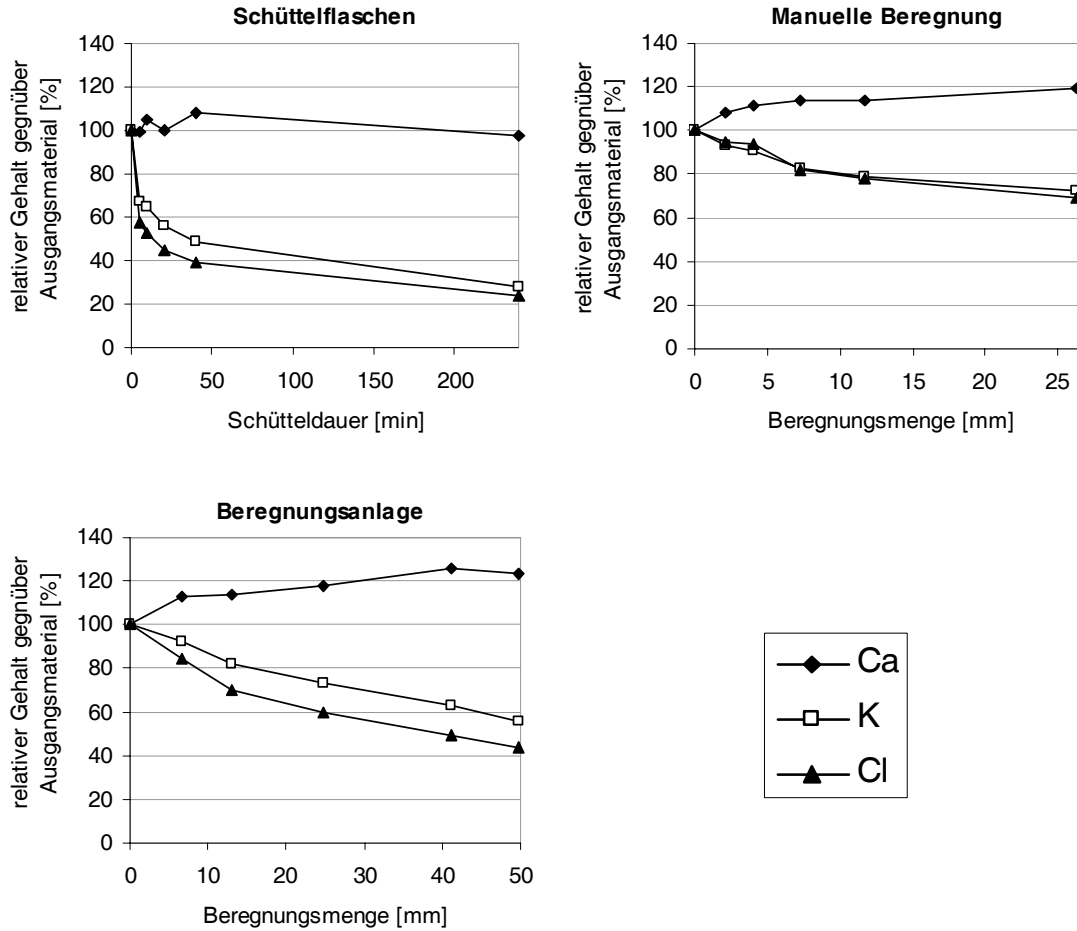 Schüttelflaschen
relativer Gehalt gegnüber
Ausgangsmaterial [%]
140
120
100
80
60
40
20
0
0 50 100 150 200
Schütteldauer [min]
Manuelle Beregnung
relativer Gehalt gegnüber
Ausgangsmaterial [%]
140
120
100
80
60
40
20
0
0 5 10 15 20 25
Beregnungsmenge [mm]
Beregnungsanlage
relativer Gehalt gegnüber
Ausgangsmaterial [%]
140
120
100
80
60
40
20
0
0 10 20 30 40 50
Beregnungsmenge [mm]
Ca
K
Cl